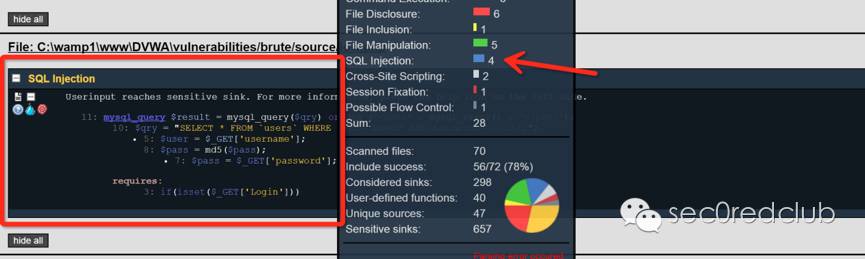 hide all
File: C:\wamp1\www\DVWA\vulnerabilities/brute/source
SQL Injection
Userinput reaches sensitive sink. For more infor
11: mysql_query $result = mysql_query($qry) or
10: $qry = "SELECT * FROM `users` WHERE
5: $user = $_GET['username'];
8: $pass = md5($pass);
7: $pass = $_GET['password'];
requires:
3: if(isset($_GET['Login']))
hide all
File Disclosure: 6
File Inclusion: 1
File Manipulation: 5
SQL Injection: 4
Cross-Site Scripting: 2
Session Fixation: 1
Possible Flow Control: 1
Sum: 28
Scanned files: 70
Include success: 56/72 (78%)
Considered sinks: 298
User-defined functions: 40
Unique sources: 47
Sensitive sinks: 657
sec0redclub